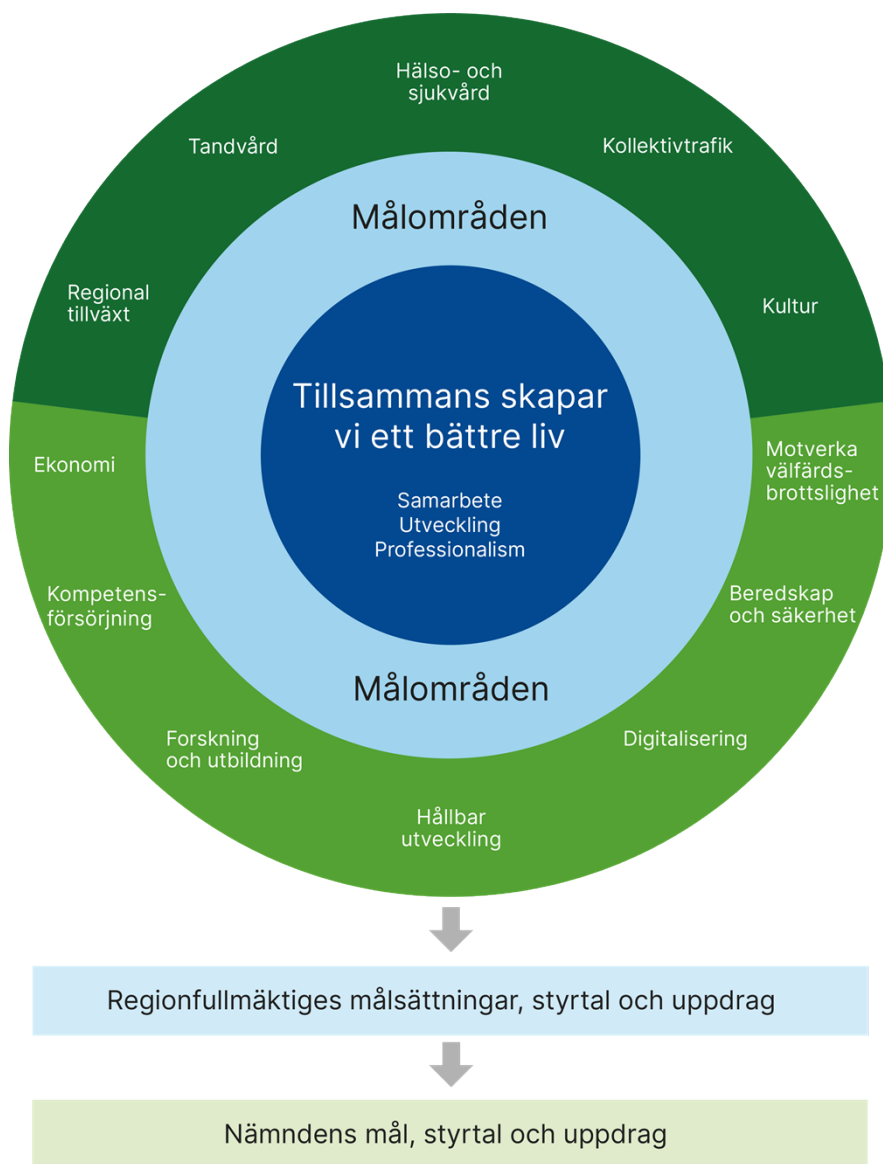 Hälso- och
sjukvård
Tandvård
Kollektivtrafik
Målområden
Regional
tillväxt
Kultur
Tillsammans skapar
vi ett bättre liv
Samarbete
Utveckling
Professionalism
Ekonomi
Motverka
välfärds-
brottslighet
Kompetens-
försörjning
Beredskap
och säkerhet
Målområden
Forskning
och utbildning
Digitalisering
Hållbar
utveckling
Regionfullmäktiges målsättningar, styrtal och uppdrag
Nämndens mål, styrtal och uppdrag